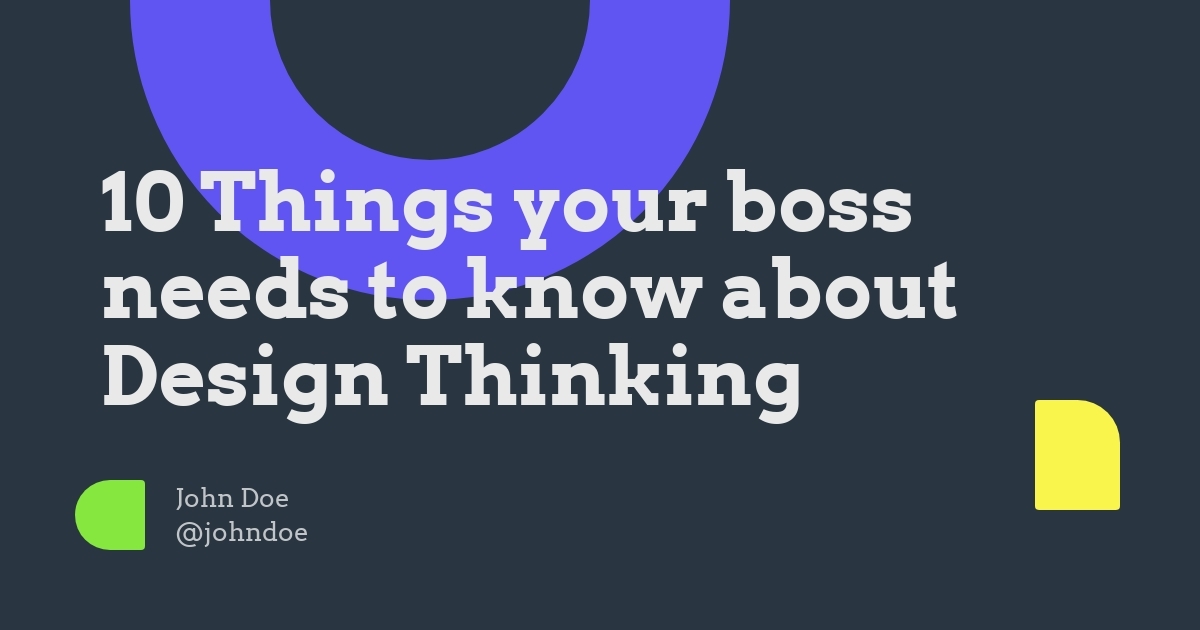 10 Things your boss
needs to know about
Design Thinking
John Doe
@johndoe